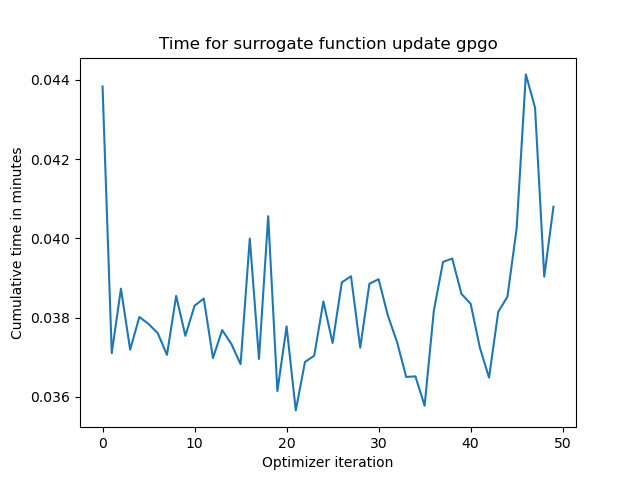 Time for surrogate function update gpgo
0.044
0.042
0.040
0.038
0.036
Cumulative time in minutes
0 10 20 30 40 50
Optimizer iteration